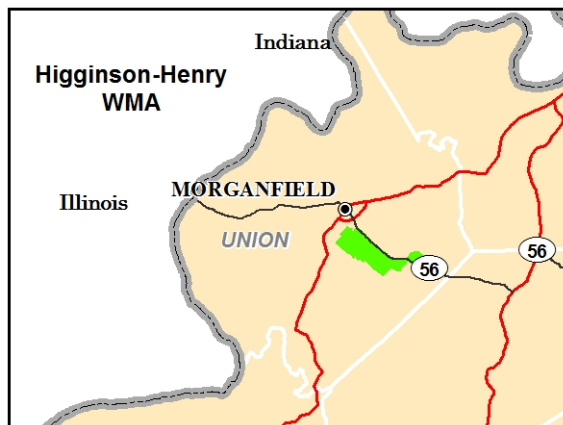 Indiana
Higginson-Henry
WMA
Illinois
MORGANFIELD
UNION
56
56